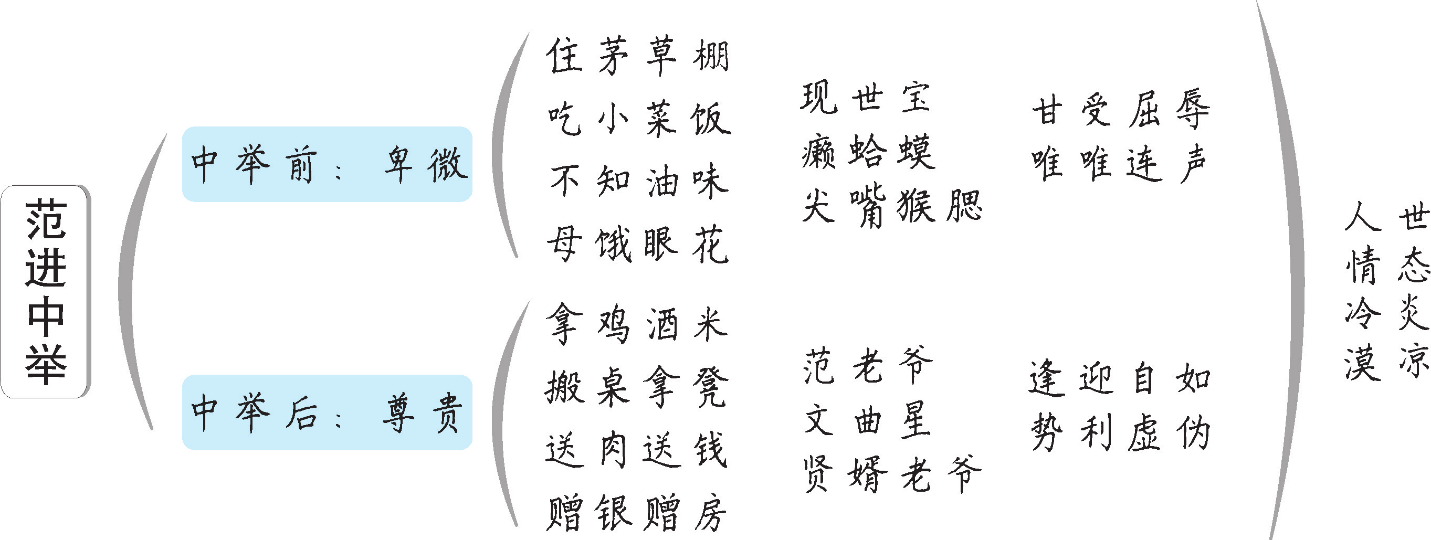 范进中举
中举前：卑微
住茅草棚
吃小菜饭
不知油味
母饿眼花
现世宝
癞蛤蟆
尖嘴猴腮
甘受屈辱
唯唯连声
中举后：尊贵
拿鸡酒米
搬桌拿凳
送肉送钱
赠银赠房
范老爷
文曲星
贤婿老爷
逢迎自如
势利虚伪
世态炎凉
人情冷漠